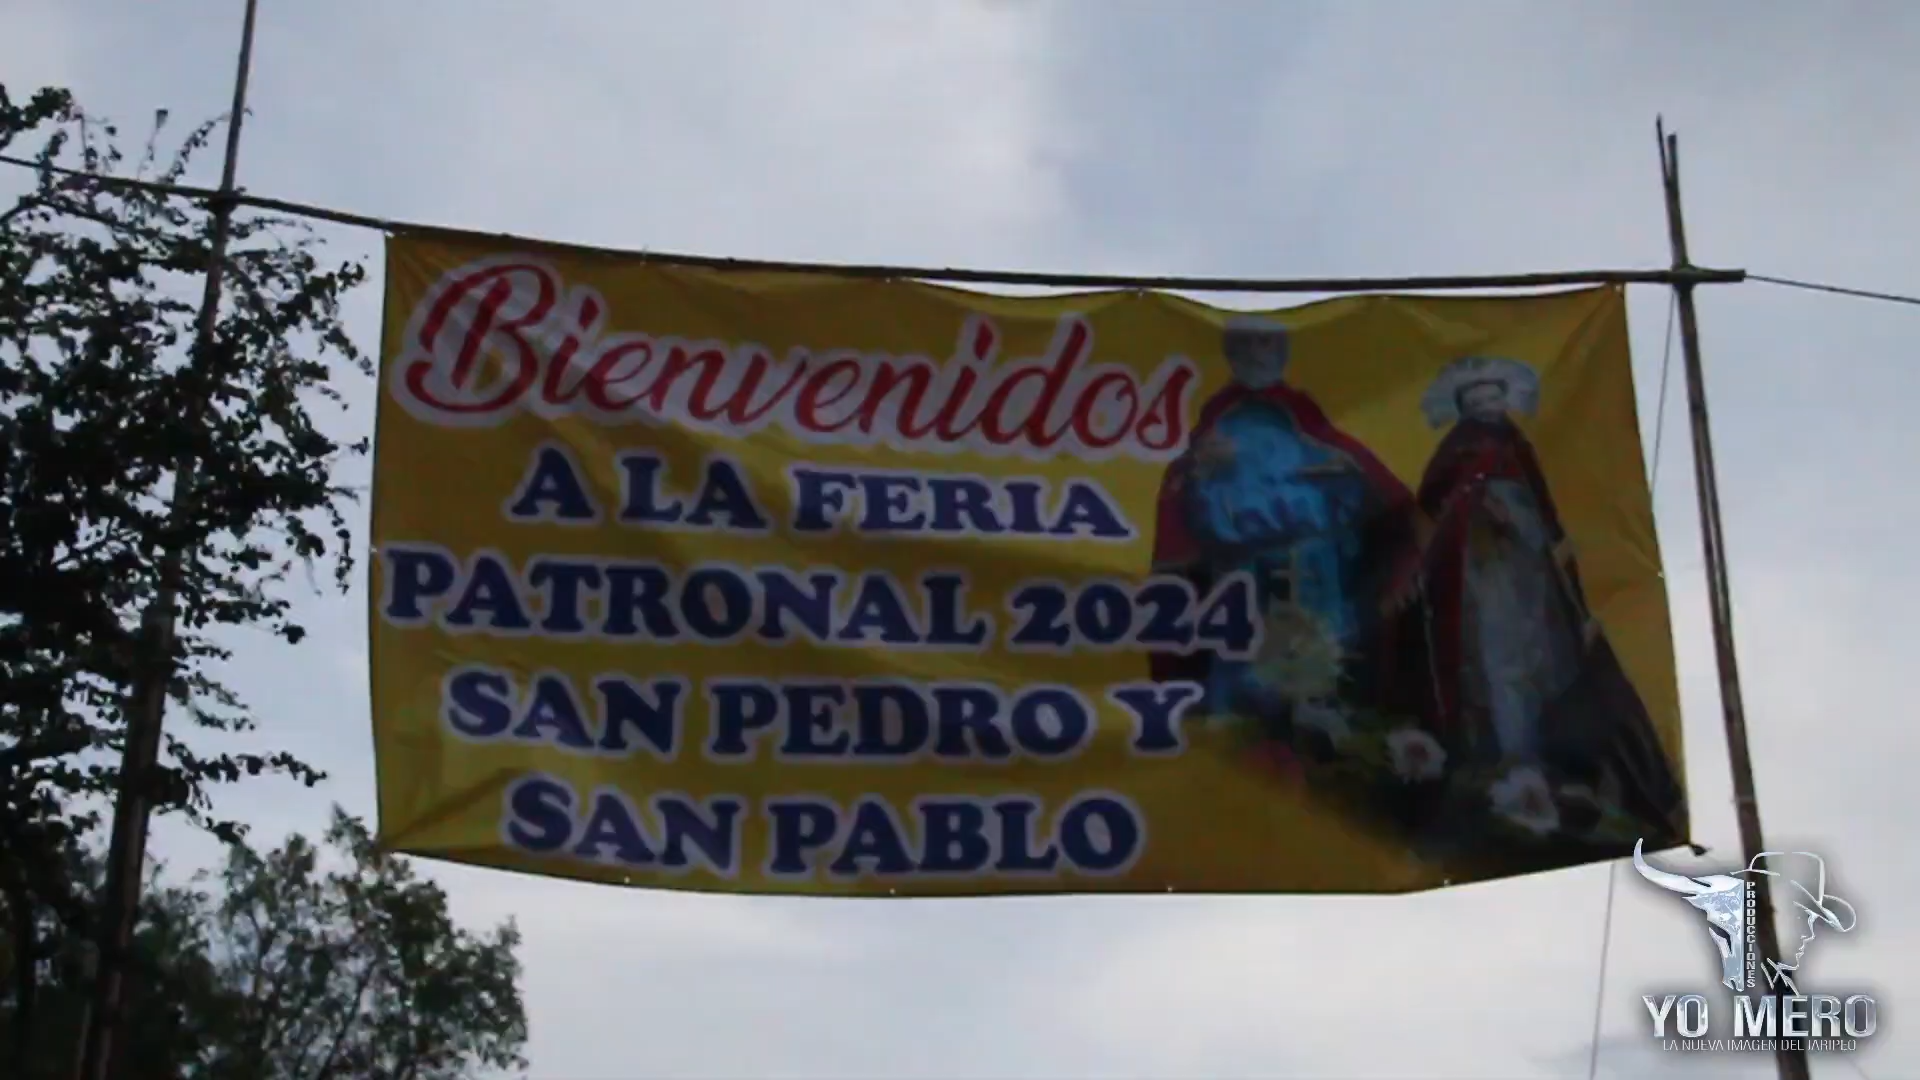 Bienvenidos
A LA FERIA
PATRONAL 2024
SAN PEDRO Y
SAN PABLO
PRODUCCIONES
YO MERO
LA NUEVA IMAGEN DEL JARIPEO